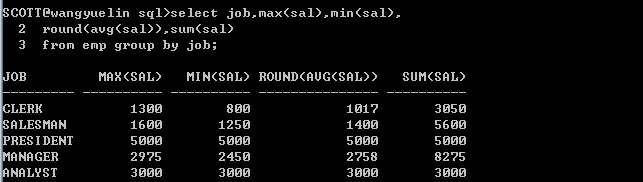 SCOTT@wangyuelin sql>select job,max(sal),min(sal),
  2  round(avg(sal)),sum(sal)
  3  from emp group by job;
JOB         MAX(SAL)   MIN(SAL) ROUND(AVG(SAL))   SUM(SAL)
--------- ---------- ---------- --------------- ----------
CLERK           1300        800            1017       3050
SALESMAN        1600       1250            1400       5600
PRESIDENT       5000       5000            5000       5000
MANAGER         2975       2450            2758       8275
ANALYST         3000       3000            3000       3000